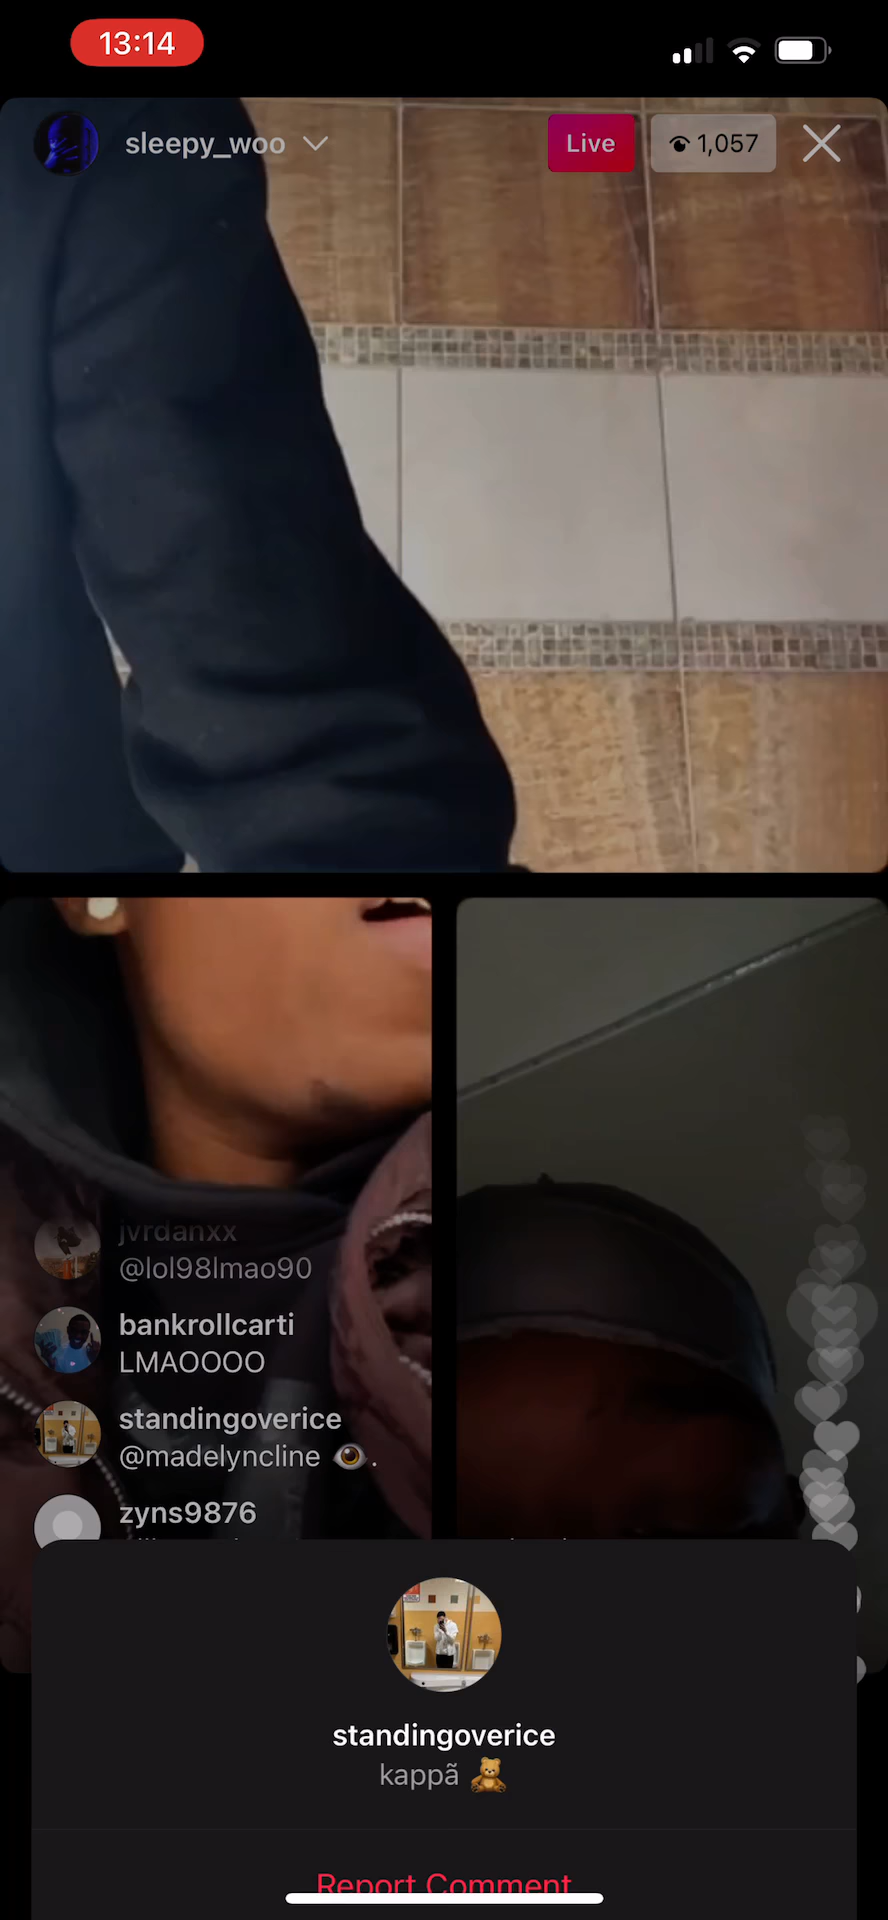 13:14
sleepy_woo
Live
1,057
jvrdanxx
@lol98lmao90
bankrollcarti
LMAOOOO
standingoverice
@madelyncline 👁️.
zyns9876
standingoverice
kappã 🧸
Report Comment